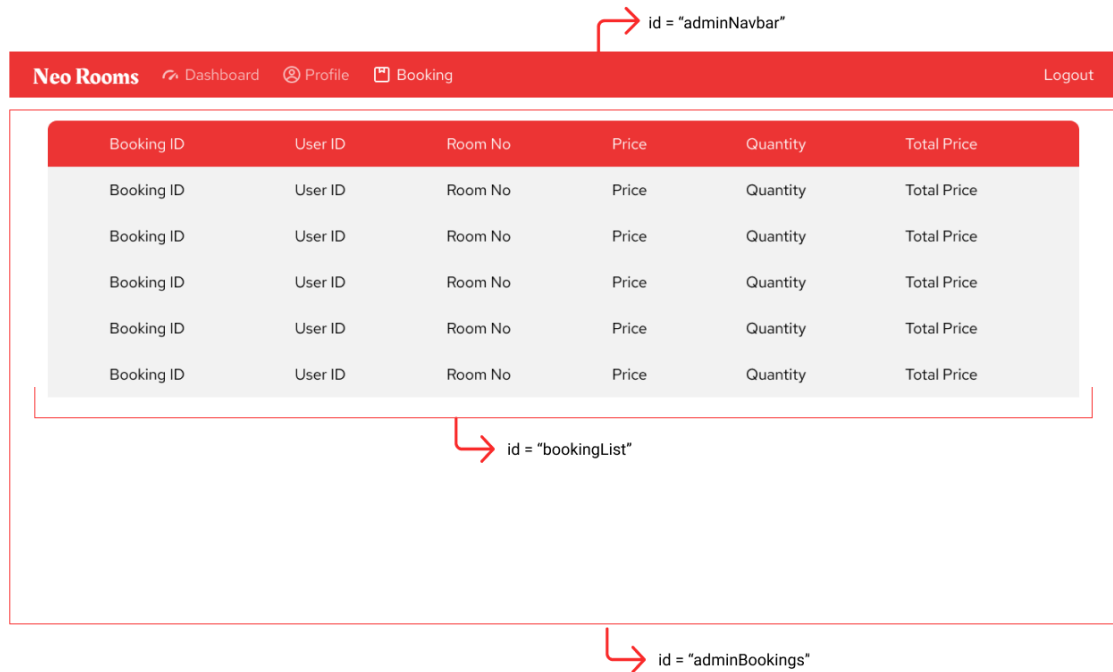 id = “adminNavbar”
Neo Rooms Dashboard Profile Booking Logout
Booking ID User ID Room No Price Quantity Total Price
Booking ID User ID Room No Price Quantity Total Price
Booking ID User ID Room No Price Quantity Total Price
Booking ID User ID Room No Price Quantity Total Price
Booking ID User ID Room No Price Quantity Total Price
Booking ID User ID Room No Price Quantity Total Price
id = “bookingList”
id = “adminBookings"